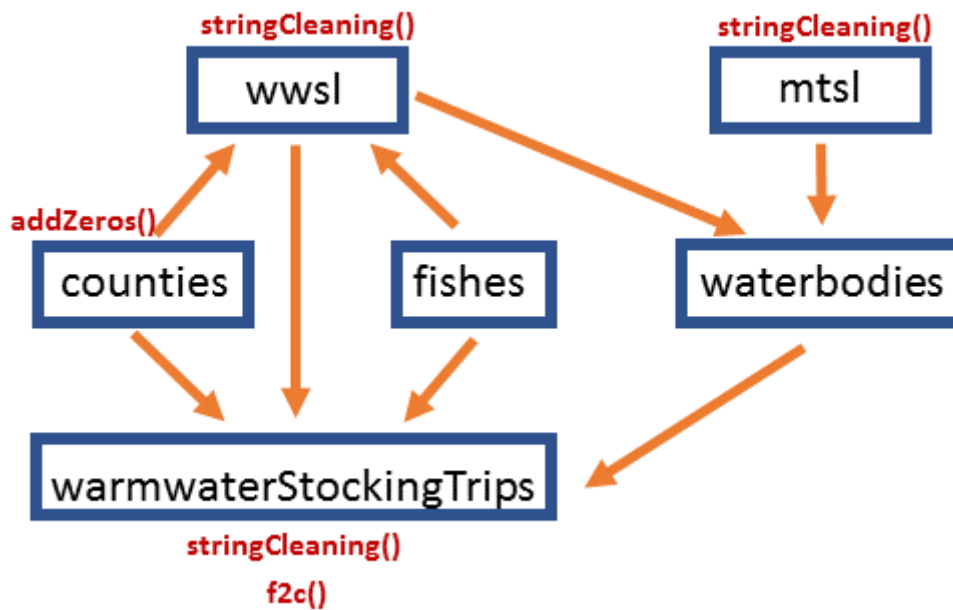 stringCleaning()
stringCleaning()
wwsl
mtsl
addZeros()
counties
fishes
waterbodies
warmwaterStockingTrips
stringCleaning()
f2c()